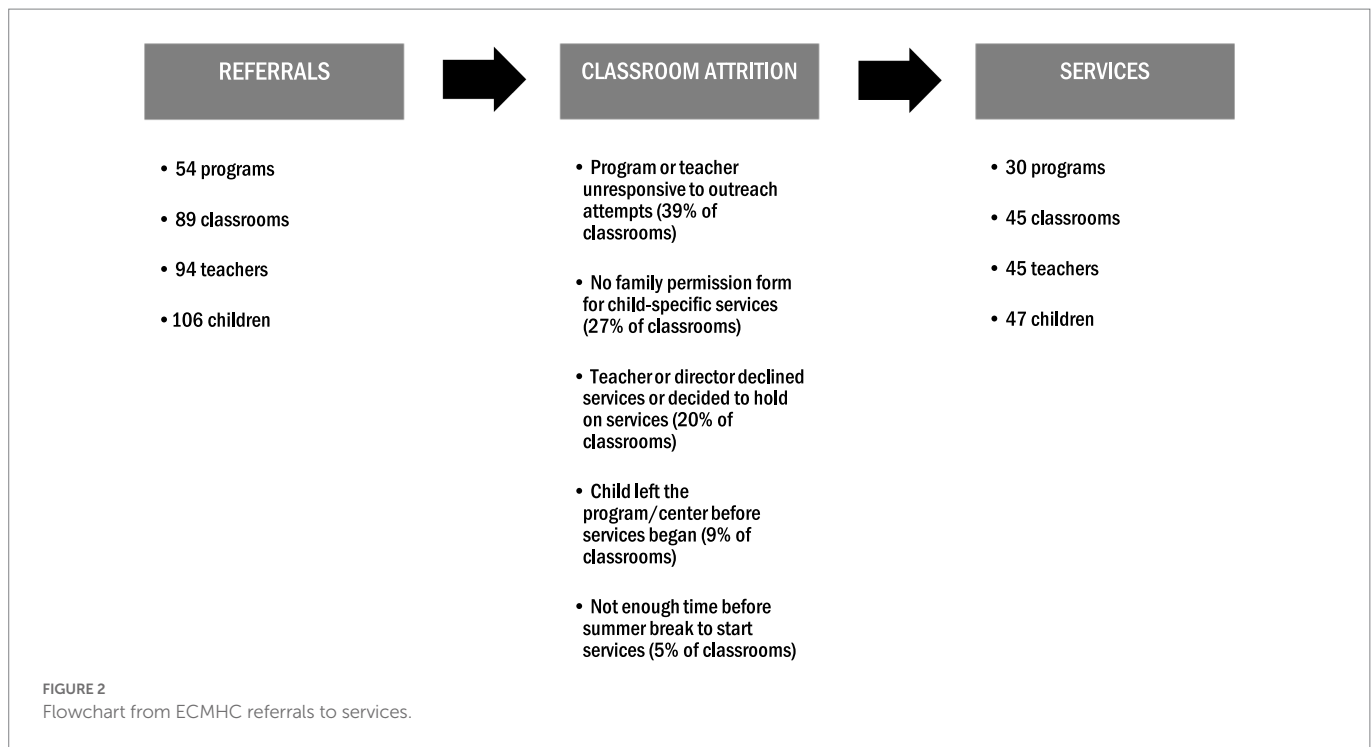 REFERRALS
CLASSROOM ATTRITION
SERVICES
• 54 programs
• 89 classrooms
• 94 teachers
• 106 children
• Program or teacher
unresponsive to outreach
attempts (39% of
classrooms)
• No family permission form
for child-specific services
(27% of classrooms)
• Teacher or director declined
services or decided to hold
on services (20% of
classrooms)
• Child left the
program/center before
services began (9% of
classrooms)
• Not enough time before
summer break to start
services (5% of classrooms)
• 30 programs
• 45 classrooms
• 45 teachers
• 47 children
FIGURE 2
Flowchart from ECMHC referrals to services.